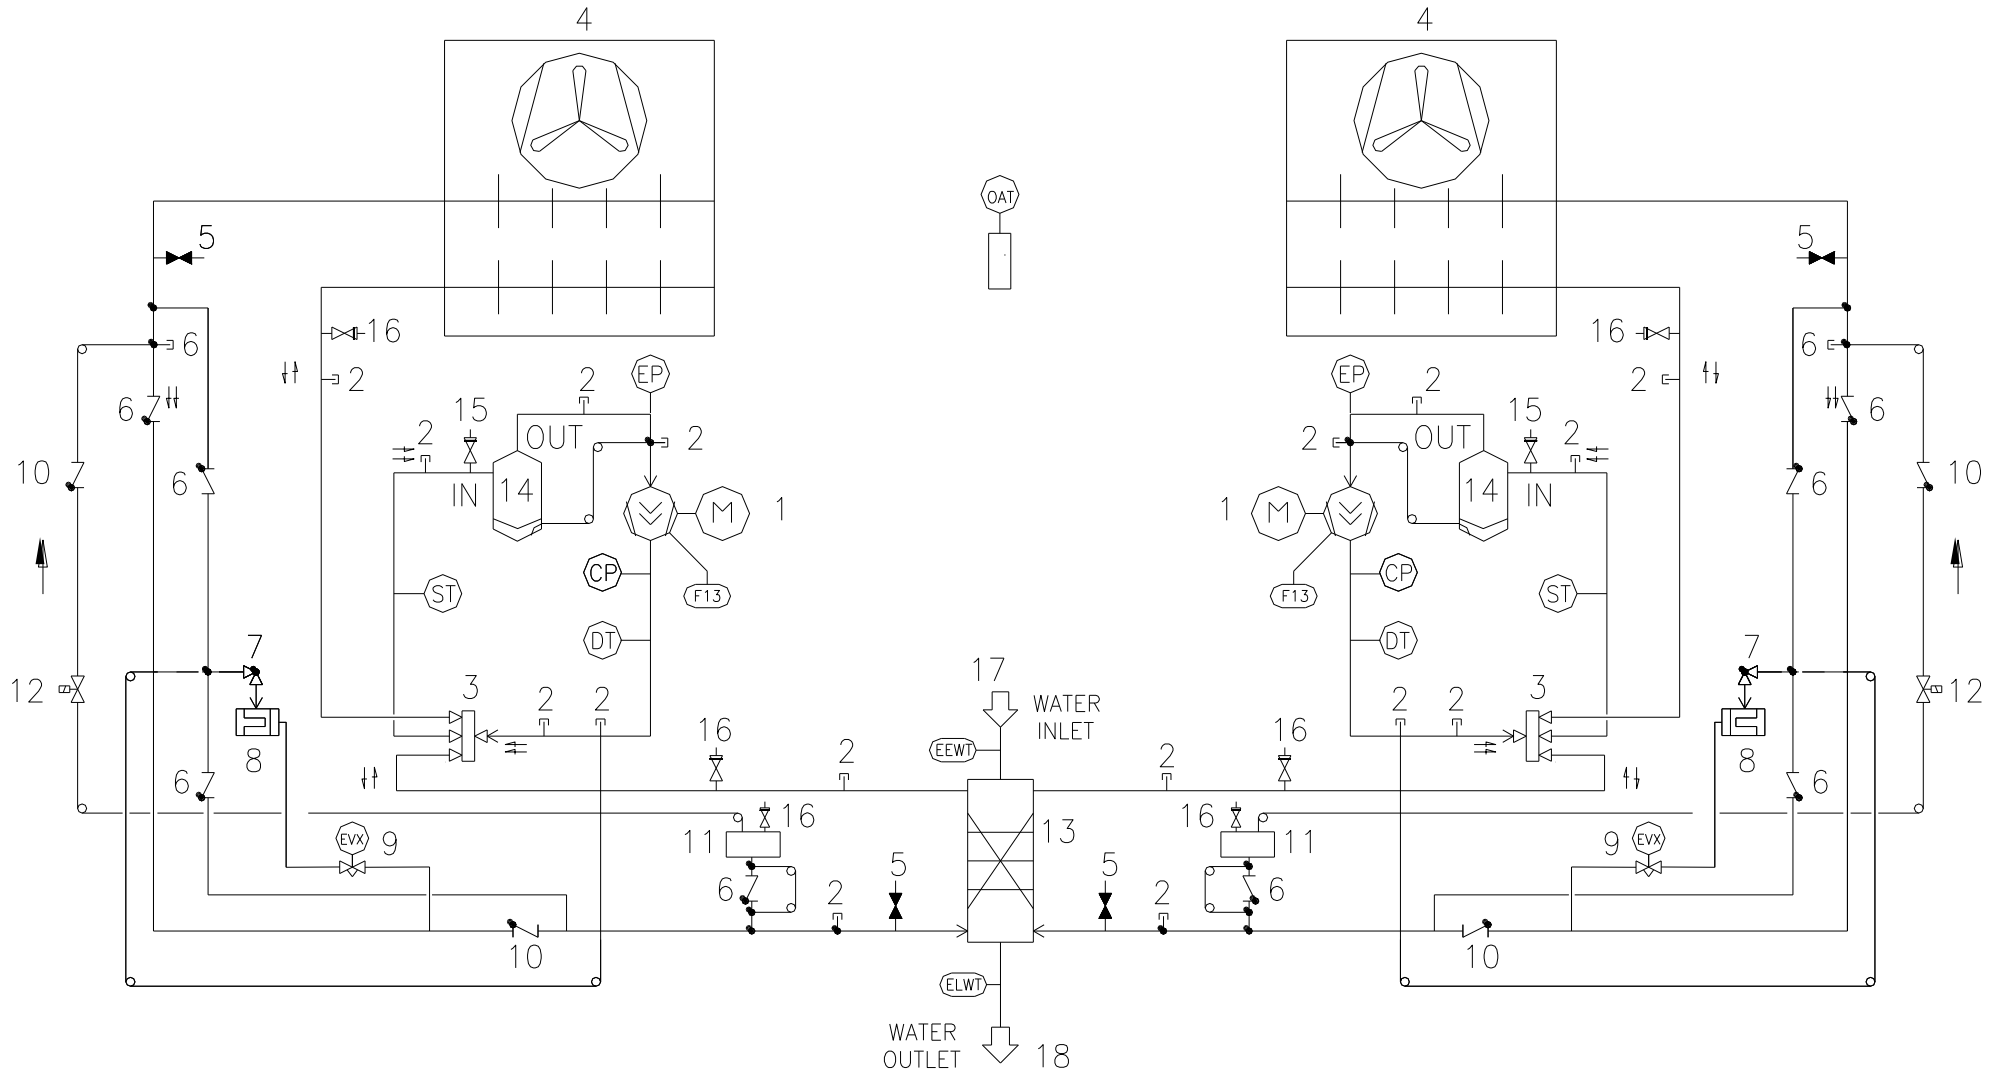 4 4
OAT
5 5
16 16
6 6
2 EP EP 2
2 2
15 15
6 2 OUT 2 2 OUT 2 6
10 6 6 10
IN 14 14 IN
M 1 1 M
CP CP
ST F13 F13 ST
DT DT
7 7
17
12 3 2 2 2 2 3 12
WATER
INLET
16 16
EEWT
8 2 2 8
6 6
16 16
EVX 9 11 13 11 9 EVX
5 5
6 2 2 6
10 10
ELWT
WATER
OUTLET
18